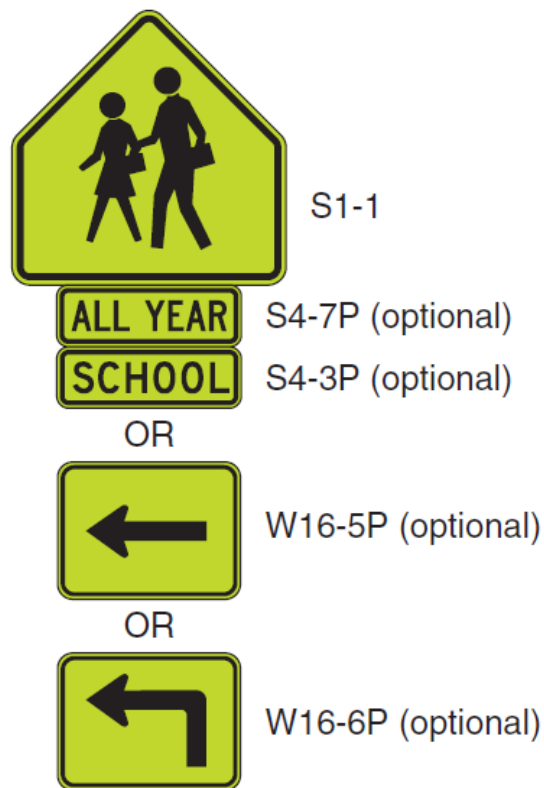 S1-1
ALL YEAR S4-7P (optional)
SCHOOL S4-3P (optional)
OR
W16-5P (optional)
OR
W16-6P (optional)